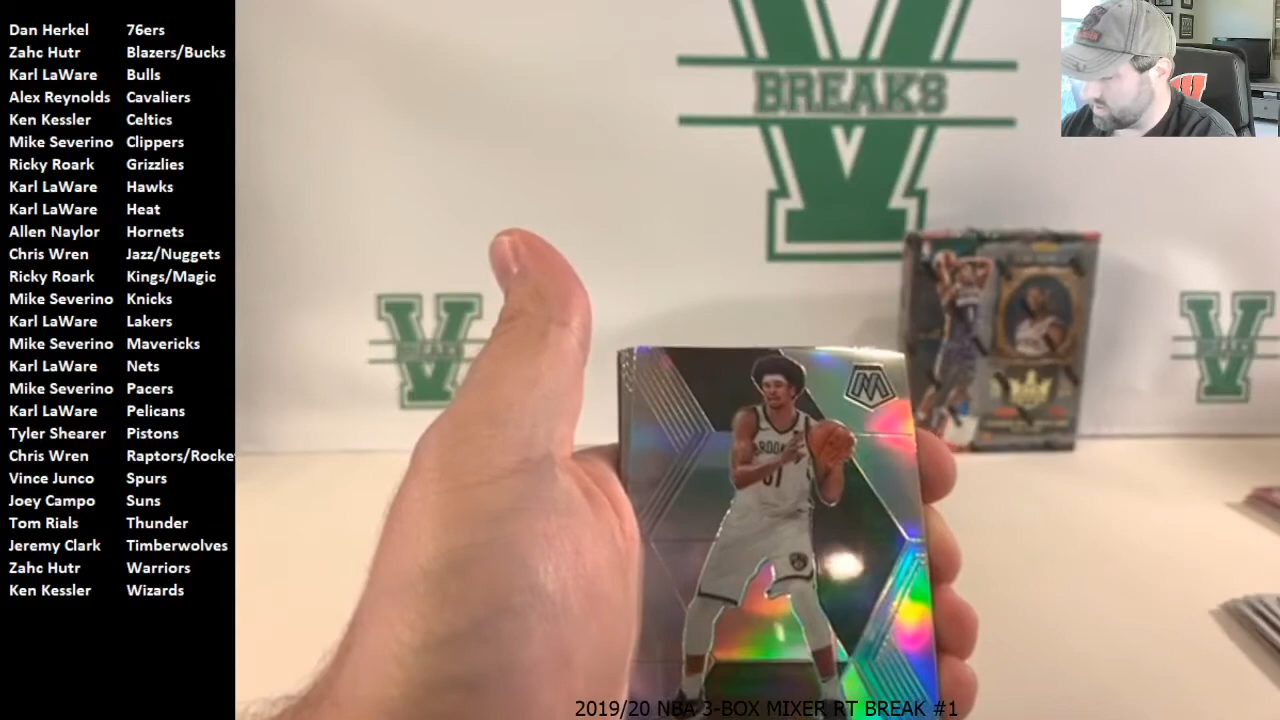 Dan Herkel 76ers
Zahc Hutr Blazers/Bucks
Karl LaWare Bulls
Alex Reynolds Cavaliers
Ken Kessler Celtics
Mike Severino Clippers
Ricky Roark Grizzlies
Karl LaWare Hawks
Karl LaWare Heat
Allen Naylor Hornets
Chris Wren Jazz/Nuggets
Ricky Roark Kings/Magic
Mike Severino Knicks
Karl LaWare Lakers
Mike Severino Mavericks
Karl LaWare Nets
Mike Severino Pacers
Karl LaWare Pelicans
Tyler Shearer Pistons
Chris Wren Raptors/Rocke
Vince Junco Spurs
Joey Campo Suns
Tom Rials Thunder
Jeremy Clark Timberwolves
Zahc Hutr Warriors
Ken Kessler Wizards
V
BREAKS
V
BREAKS
V
BREAKS
M
W
2019/20 NBA 3-BOX MIXER RT BREAK #1